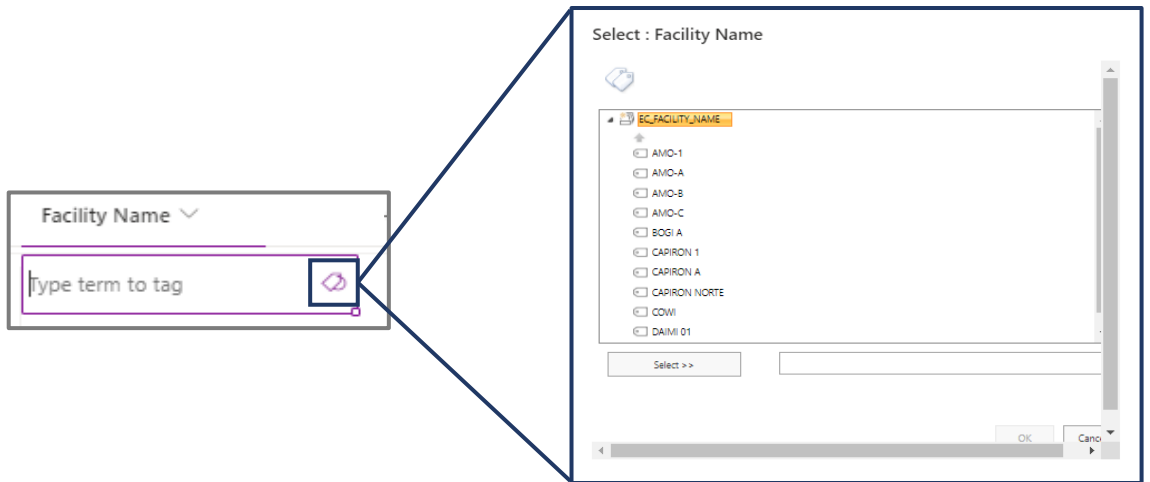 Select : Facility Name
EC_FACILITY_NAME
AMO-1
AMO-A
AMO-B
AMO-C
BOGI A
CAPIRON 1
CAPIRON A
CAPIRON NORTE
COWI
DAIMI 01
Select >>
OK
Canc
Facility Name
Type term to tag